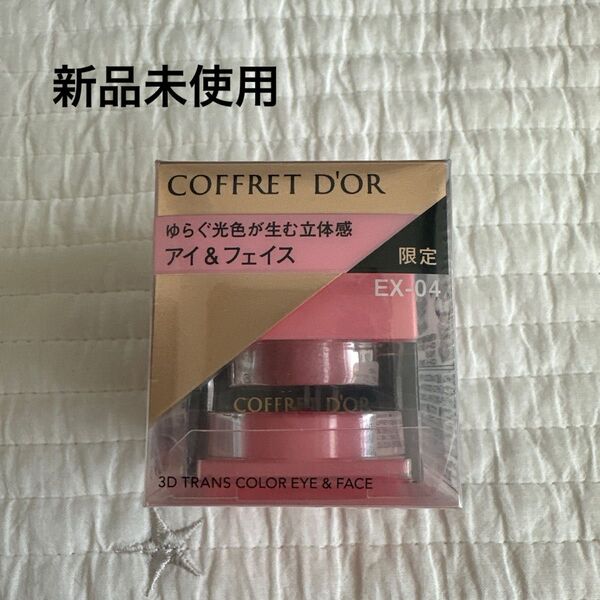 新品未使用
COFFRET D'OR
ゆらぐ光色が生む立体感
アイ&フェイス
限定
EX-04
COFFRET D'OR
3D TRANS COLOR EYE & FACE